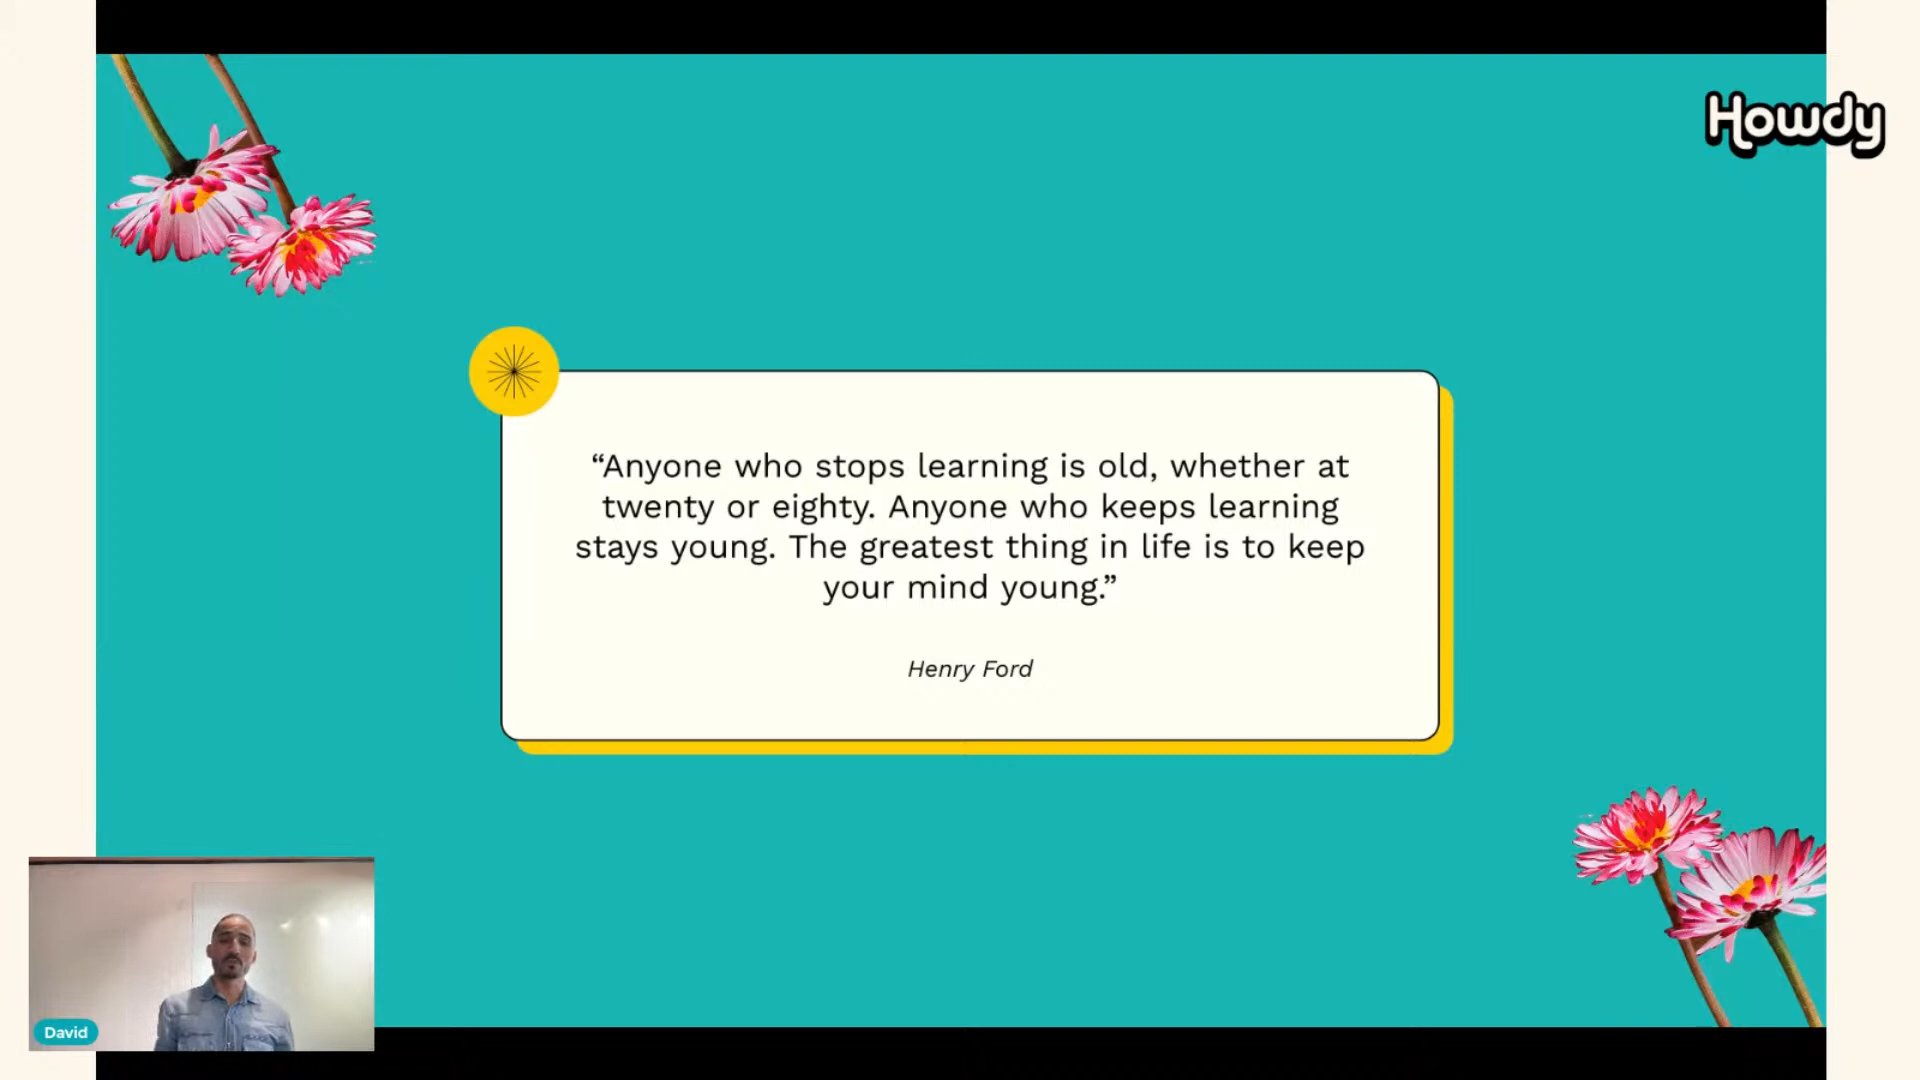 Howdy
“Anyone who stops learning is old, whether at
twenty or eighty. Anyone who keeps learning
stays young. The greatest thing in life is to keep
your mind young.”
Henry Ford
David